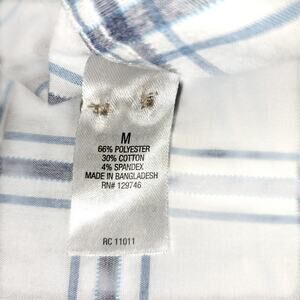 M
66% POLYESTER
30% COTTON
4% SPANDEX
MADE IN BANGLADESH
RN# 129746
RC 11011